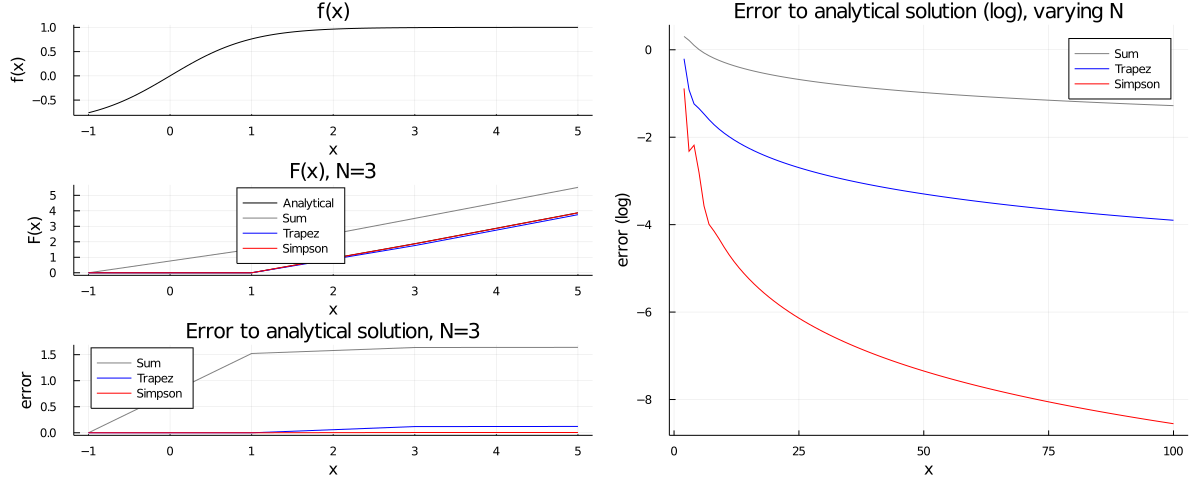 f(x)
f(x)
1.0
0.5
0.0
−0.5
−1 0 1 2 3 4 5
x
F(x), N=3
F(x)
5
4
3
2
1
0
Analytical
Sum
Trapez
Simpson
−1 0 1 2 3 4 5
x
Error to analytical solution, N=3
error
1.5
1.0
0.5
0.0
Sum
Trapez
Simpson
−1 0 1 2 3 4 5
x
Error to analytical solution (log), varying N
error (log)
0
−2
−4
−6
−8
Sum
Trapez
Simpson
0 25 50 75 100
x